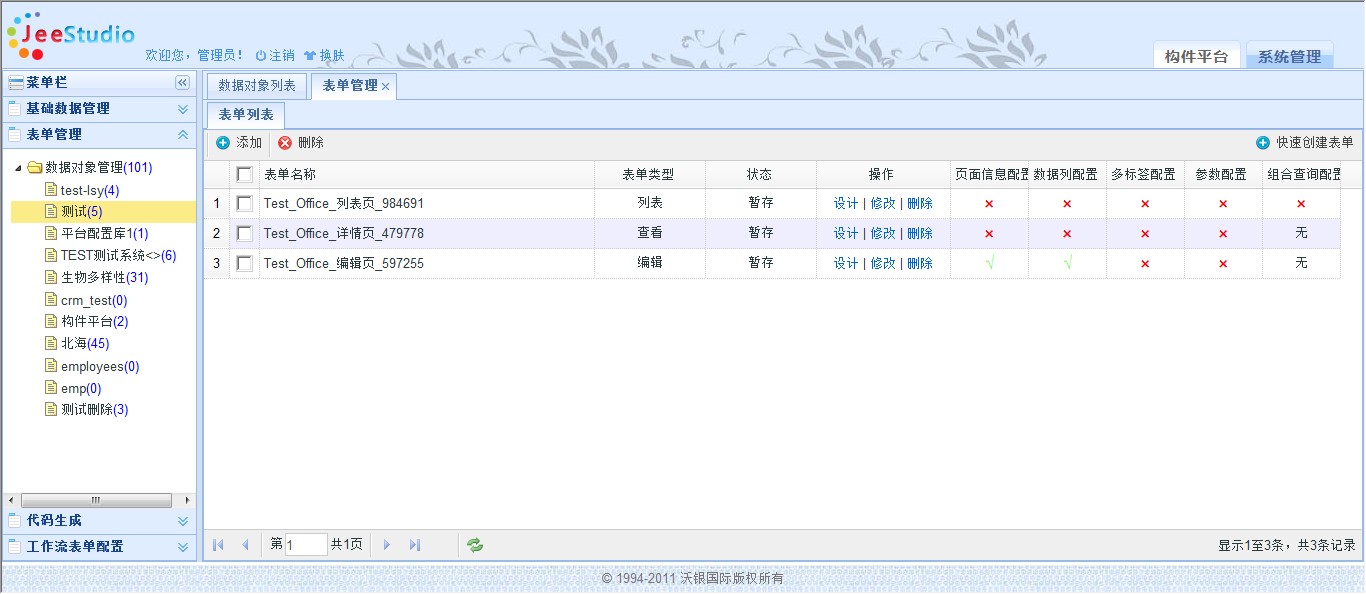 JeeStudio
欢迎您，管理员！ 注销 换肤
构件平台 系统管理
菜单栏
基础数据管理
表单管理
数据对象管理(101)
test-lsy(4)
测试(5)
平台配置库1(1)
TEST测试系统<>(6)
生物多样性(31)
crm_test(0)
构件平台(2)
北海(45)
employees(0)
emp(0)
测试删除(3)
代码生成
工作流表单配置
数据对象列表 表单管理 ×
表单列表
添加 删除 快速创建表单
表单名称 表单类型 状态 操作 页面信息配置 数据列配置 多标签配置 参数配置 组合查询配置
1 Test_Office_列表页_984691 列表 暂存 设计 | 修改 | 删除 × × × × ×
2 Test_Office_详情页_479778 查看 暂存 设计 | 修改 | 删除 × × × × 无
3 Test_Office_编辑页_597255 编辑 暂存 设计 | 修改 | 删除 √ √ × × 无
第 1 共1页 显示1至3条，共3条记录
© 1994-2011 沃银国际版权所有